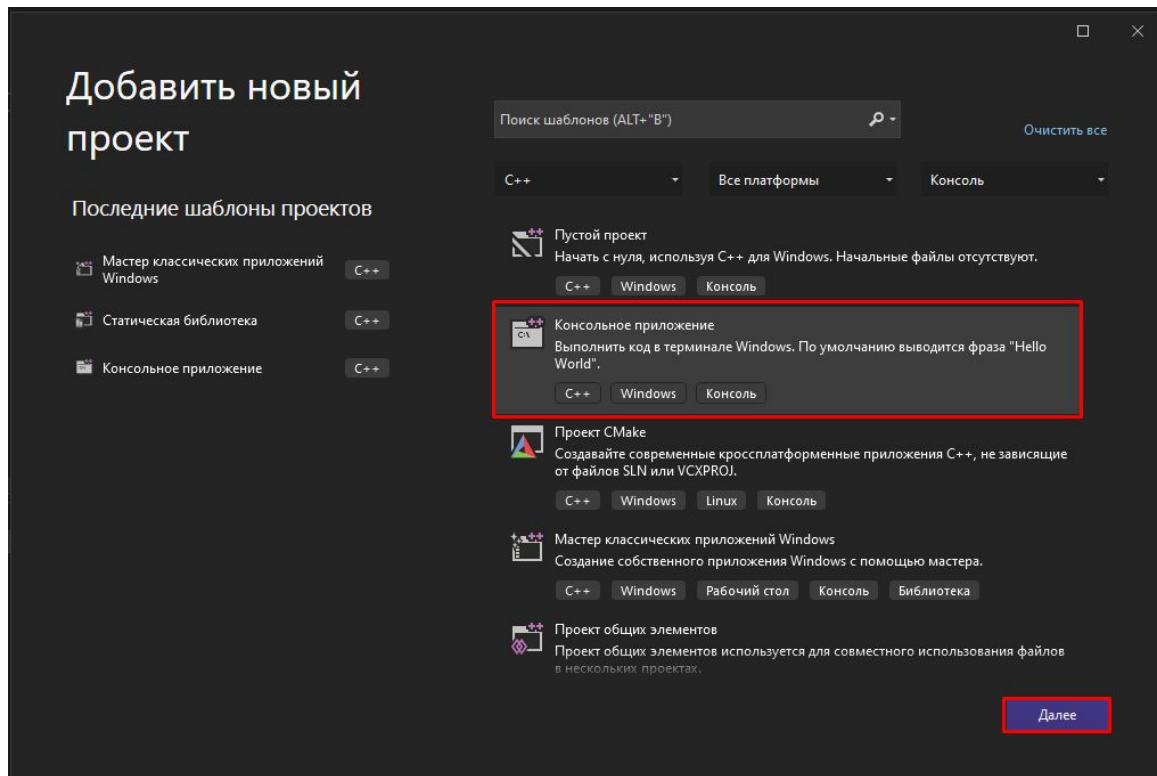 Добавить новый
проект
Последние шаблоны проектов
Мастер классических приложений
Windows
C++
Статическая библиотека
C++
Консольное приложение
C++
Поиск шаблонов (ALT+"B")
Очистить все
C++
Все платформы
Консоль
Пустой проект
Начать с нуля, используя C++ для Windows. Начальные файлы отсутствуют.
C++ Windows Консоль
Консольное приложение
Выполнить код в терминале Windows. По умолчанию выводится фраза "Hello
World".
C++ Windows Консоль
Проект CMake
Создавайте современные кроссплатформенные приложения C++, не зависящие
от файлов SLN или VCXPROJ.
C++ Windows Linux Консоль
Мастер классических приложений Windows
Создание собственного приложения Windows с помощью мастера.
C++ Windows Рабочий стол Консоль Библиотека
Проект общих элементов
Проект общих элементов используется для совместного использования файлов
в нескольких проектах.
Далее